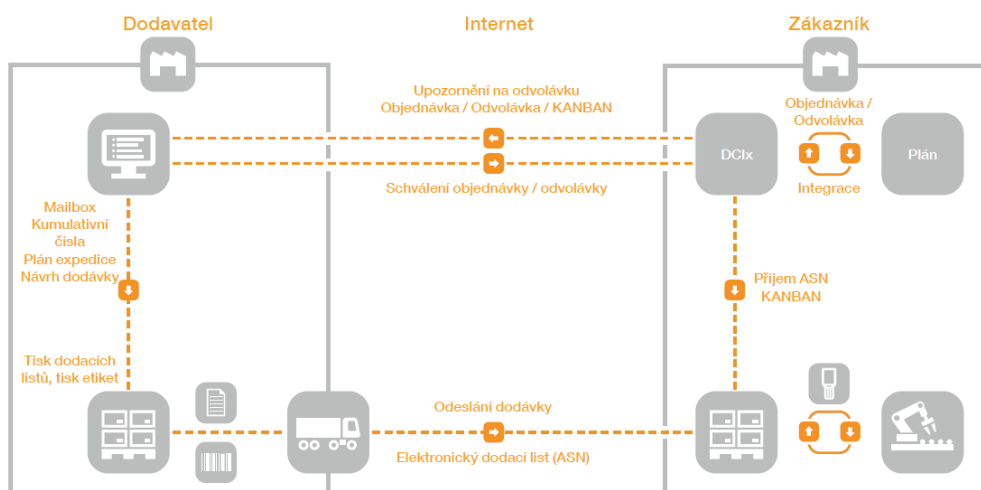 Dodavatel
Internet
Zákazník
Upozornění na odvolávku
Objednávka / Odvolávka / KANBAN
Objednávka /
Odvolávka
DCIx
Plán
Schválení objednávky / odvolávky
Integrace
Mailbox
Kumulativní
čísla
Plán expedice
Návrh dodávky
Příjem ASN
KANBAN
Tisk dodacích
listů, tisk etiket
Odeslání dodávky
Elektronický dodací list (ASN)